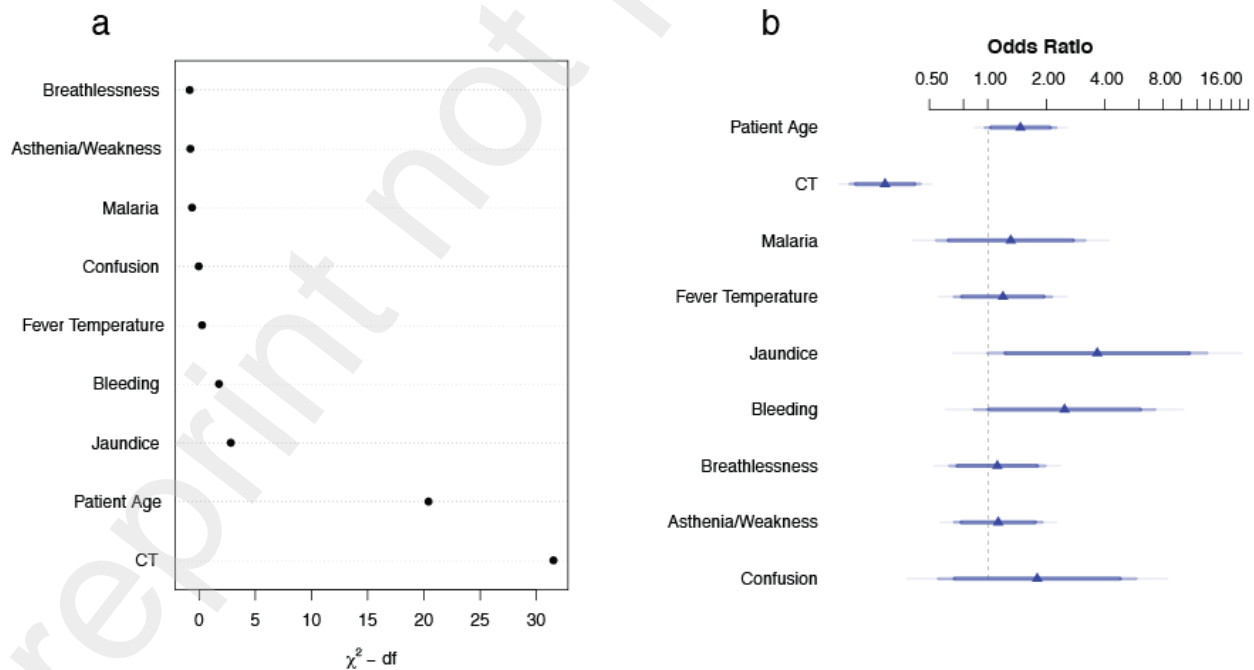 a
Breathlessness
Asthenia/Weakness
Malaria
Confusion
Fever Temperature
Bleeding
Jaundice
Patient Age
CT
0 5 10 15 20 25 30
χ² – df
b
Odds Ratio
0.50 1.00 2.00 4.00 8.00 16.00
Patient Age
CT
Malaria
Fever Temperature
Jaundice
Bleeding
Breathlessness
Asthenia/Weakness
Confusion
reprint not